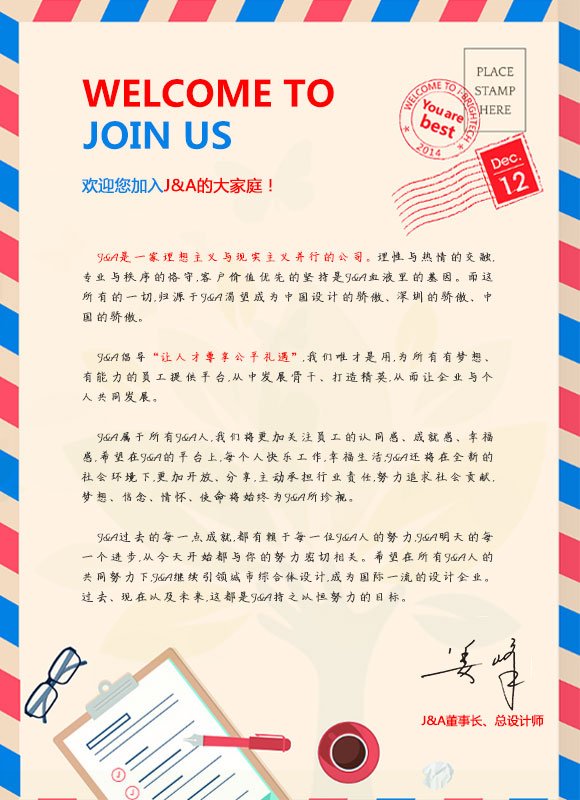 WELCOME TO
JOIN US
欢迎您加入J&A的大家庭！
PLACE
STAMP
HERE
WELCOME TO I-BRIGHTECH
You are
best
2014
Dec.
12
J&A是一家理想主义与现实主义并行的公司。理性与热情的交融,
专业与秩序的恪守,客户价值优先的坚持是J&A血液里的基因。而这
所有的一切,归源于J&A渴望成为中国设计的骄傲、深圳的骄傲、中
国的骄傲。
J&A倡导“让人才尊享公平礼遇”,我们唯才是用,为所有有梦想、
有能力的员工提供平台,从中发展骨干、打造精英,从而让企业与个
人共同发展。
J&A属于所有J&A人,我们将更加关注员工的认同感、成就感、幸福
感,希望在J&A的平台上,每个人快乐工作,幸福生活,J&A还将在全新的
社会环境下,更加开放、分享,主动承担行业责任,努力追求社会贡献,
梦想、信念、情怀、使命将始终为J&A所珍视。
J&A过去的每一点成就,都有赖于每一位J&A人的努力,J&A明天的每
一个进步,从今天开始都与你的努力密切相关。希望在所有J&A人的
共同努力下,J&A继续引领城市综合体设计,成为国际一流的设计企业。
过去、现在以及未来,这都是J&A持之以恒努力的目标。
姜峰
J&A董事长、总设计师